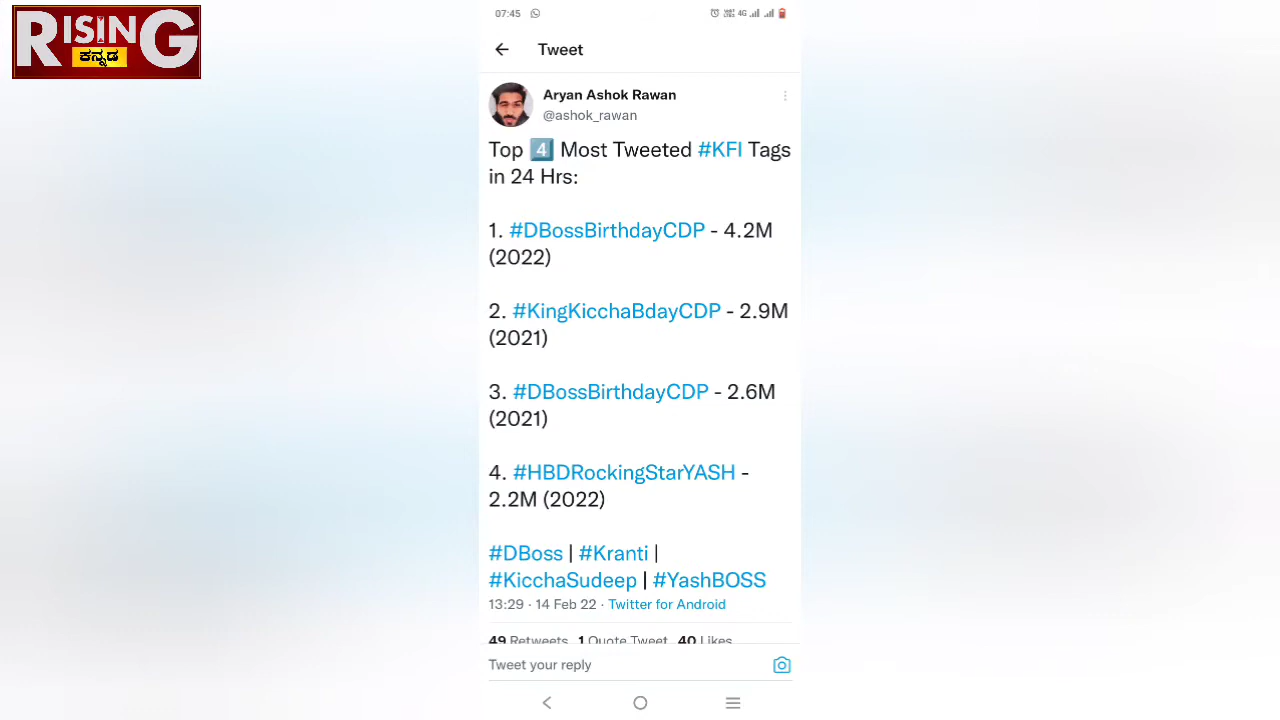 RISING
ಕನ್ನಡ
07:45
4G
Tweet
Aryan Ashok Rawan
@ashok_rawan
Top 4️⃣ Most Tweeted #KFI Tags
in 24 Hrs:
1. #DBossBirthdayCDP - 4.2M
(2022)
2. #KingKicchaBdayCDP - 2.9M
(2021)
3. #DBossBirthdayCDP - 2.6M
(2021)
4. #HBDRockingStarYASH -
2.2M (2022)
#DBoss | #Kranti |
#KicchaSudeep | #YashBOSS
13:29 · 14 Feb 22 · Twitter for Android
49 Retweets 1 Quote Tweet 40 Likes
Tweet your reply